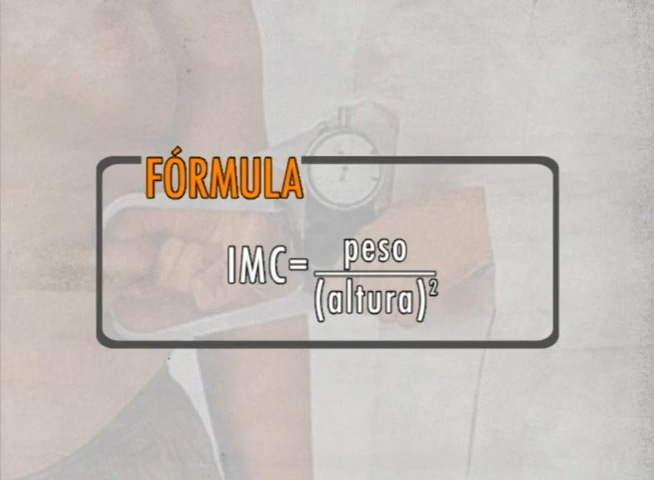 FÓRMULA
IMC= peso
(altura)²